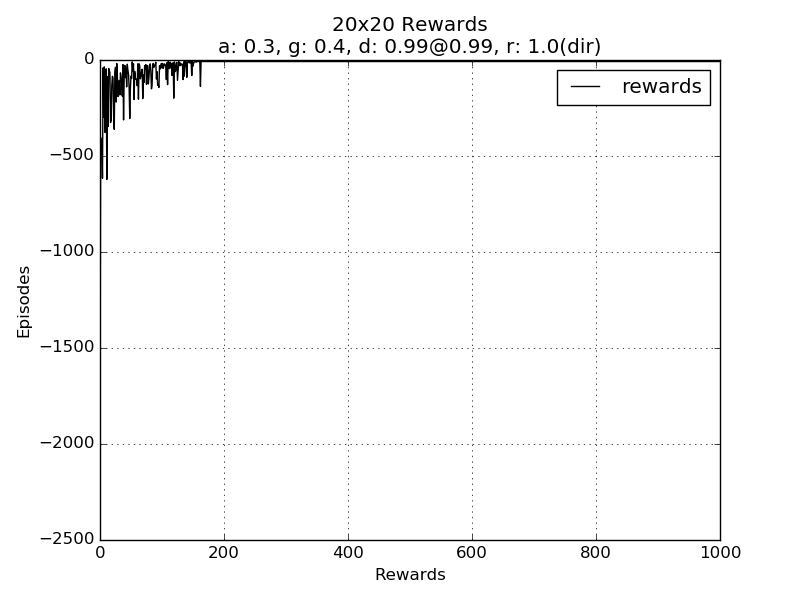 20x20 Rewards
a: 0.3, g: 0.4, d: 0.99@0.99, r: 1.0(dir)
rewards
0
−500
−1000
−1500
−2000
−2500
Episodes
0 200 400 600 800 1000
Rewards